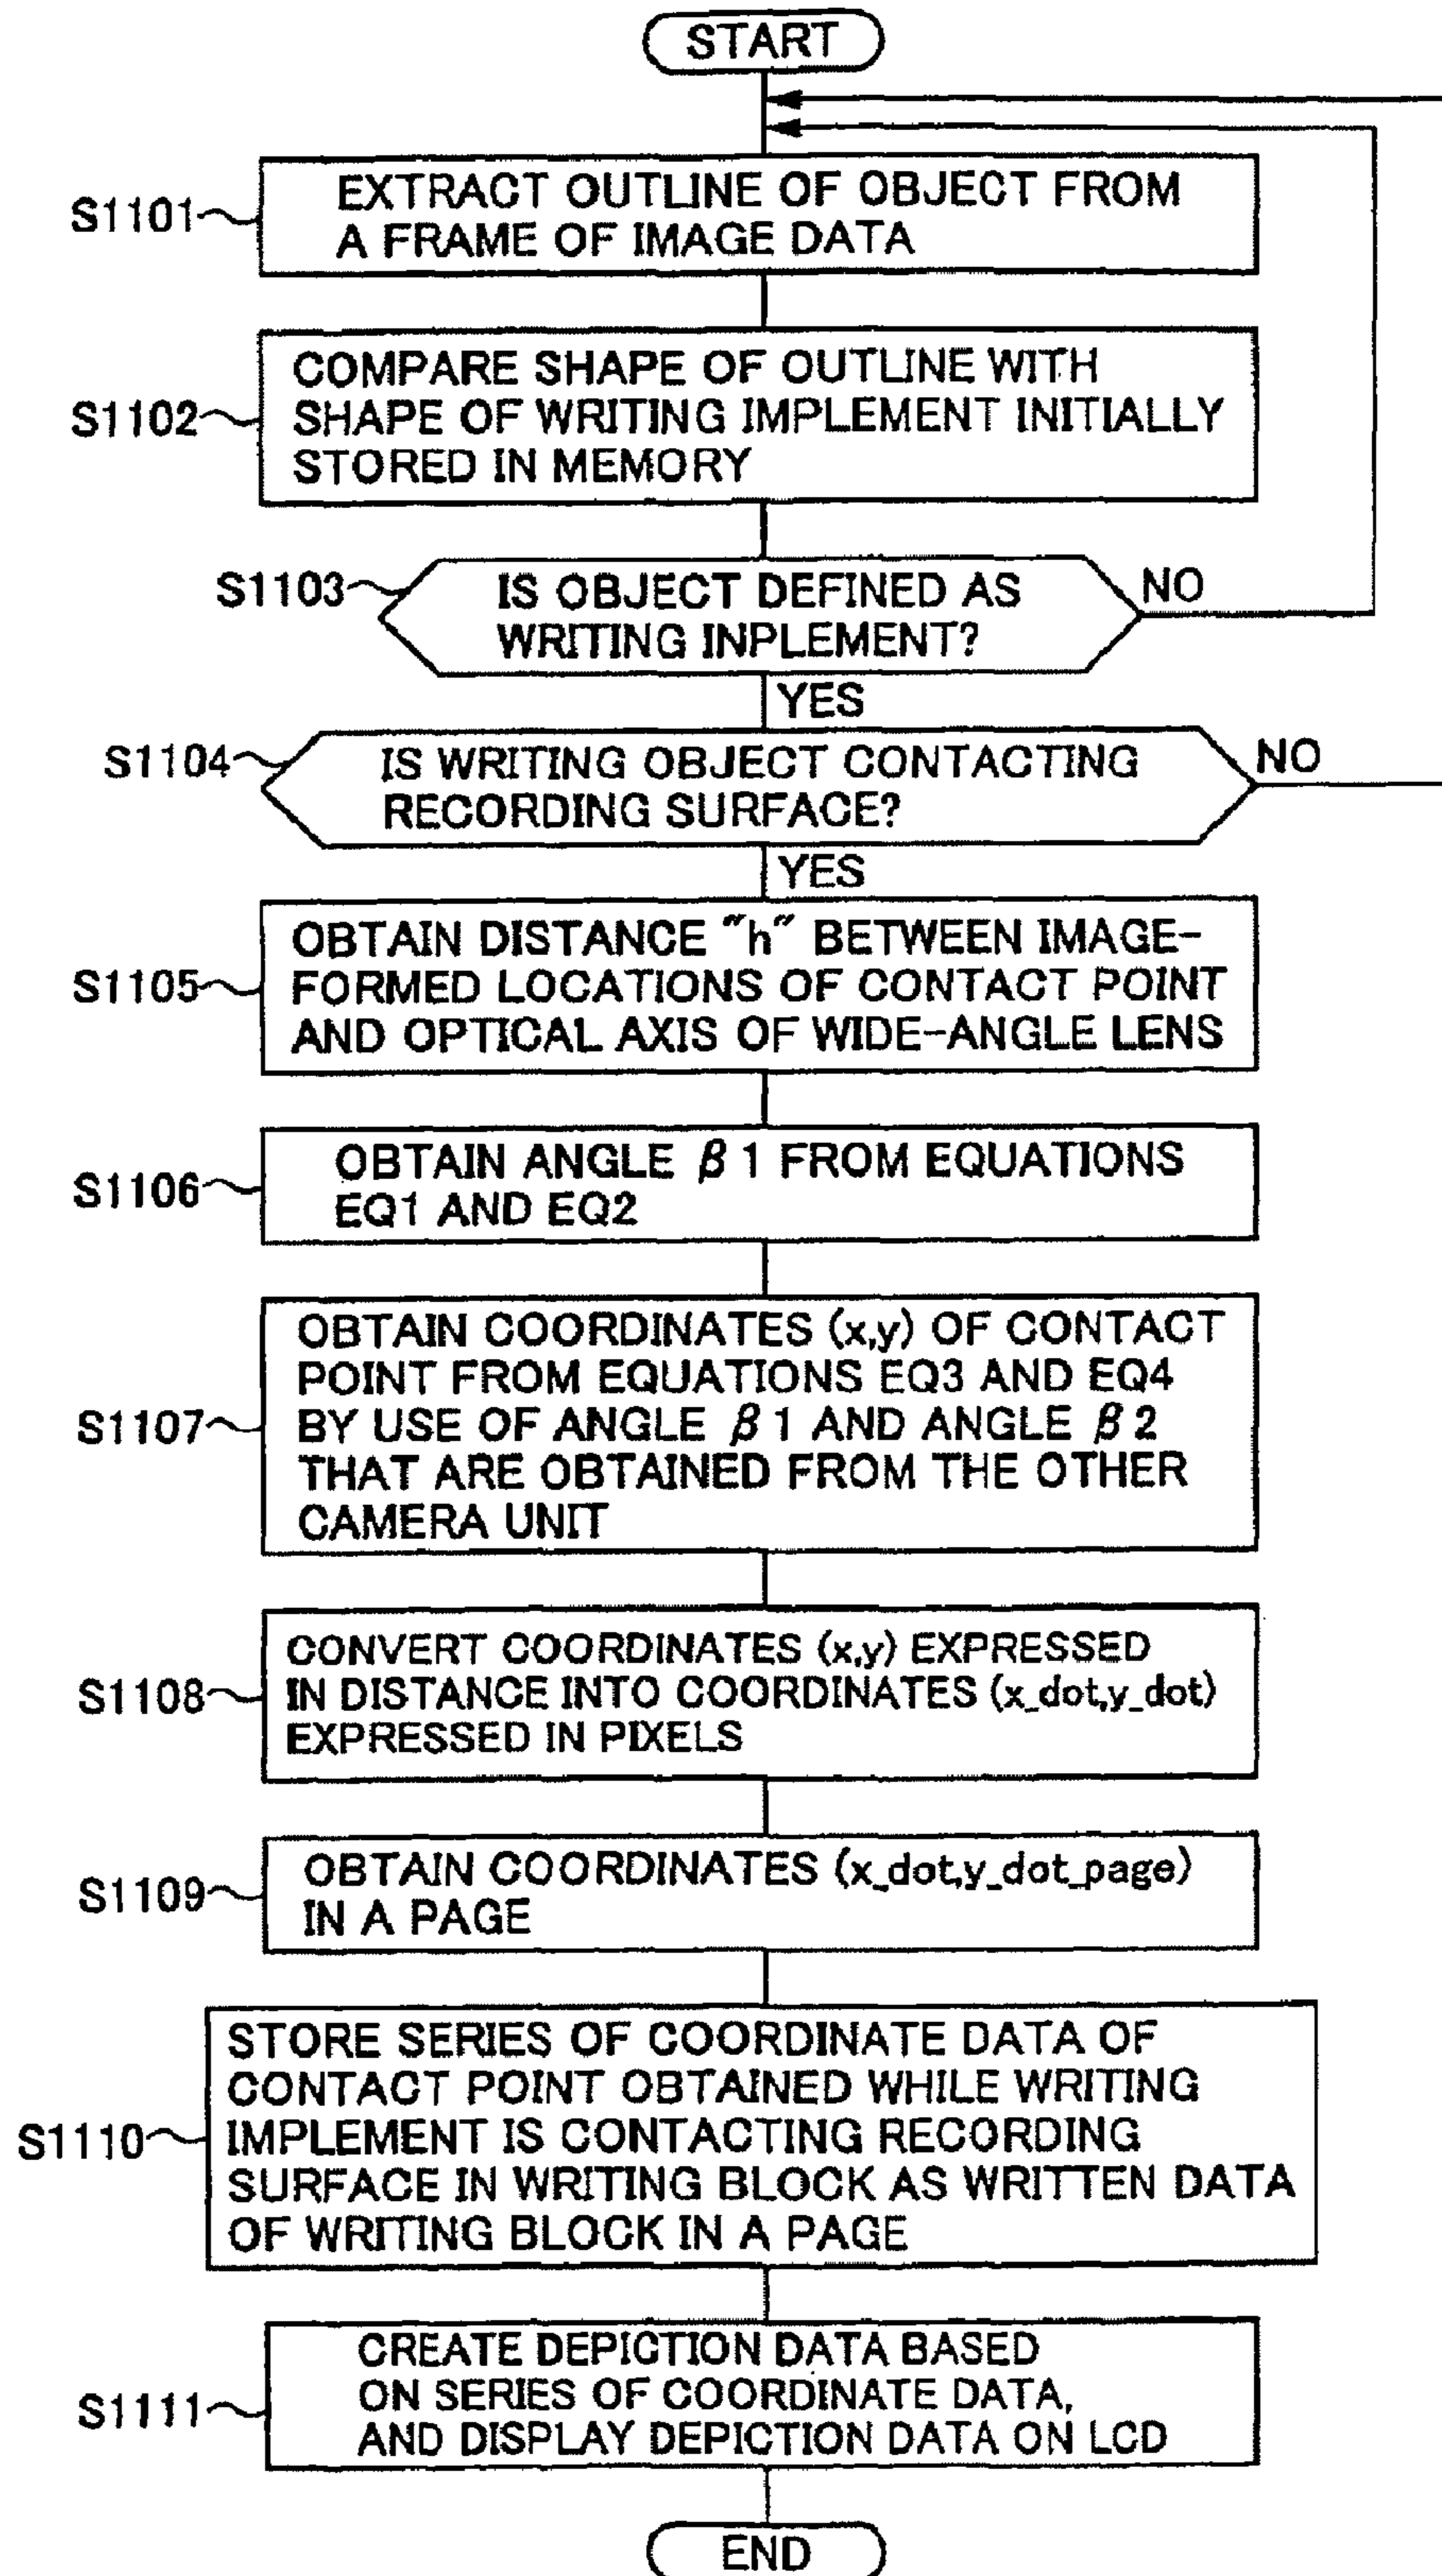 START
S1101
EXTRACT OUTLINE OF OBJECT FROM
A FRAME OF IMAGE DATA
S1102
COMPARE SHAPE OF OUTLINE WITH
SHAPE OF WRITING IMPLEMENT INITIALLY
STORED IN MEMORY
S1103
IS OBJECT DEFINED AS
WRITING INPLEMENT?
NO
YES
S1104
IS WRITING OBJECT CONTACTING
RECORDING SURFACE?
NO
YES
S1105
OBTAIN DISTANCE "h" BETWEEN IMAGE-
FORMED LOCATIONS OF CONTACT POINT
AND OPTICAL AXIS OF WIDE-ANGLE LENS
S1106
OBTAIN ANGLE β1 FROM EQUATIONS
EQ1 AND EQ2
S1107
OBTAIN COORDINATES (x,y) OF CONTACT
POINT FROM EQUATIONS EQ3 AND EQ4
BY USE OF ANGLE β1 AND ANGLE β2
THAT ARE OBTAINED FROM THE OTHER
CAMERA UNIT
S1108
CONVERT COORDINATES (x,y) EXPRESSED
IN DISTANCE INTO COORDINATES (x_dot,y_dot)
EXPRESSED IN PIXELS
S1109
OBTAIN COORDINATES (x_dot,y_dot_page)
IN A PAGE
S1110
STORE SERIES OF COORDINATE DATA OF
CONTACT POINT OBTAINED WHILE WRITING
IMPLEMENT IS CONTACTING RECORDING
SURFACE IN WRITING BLOCK AS WRITTEN DATA
OF WRITING BLOCK IN A PAGE
S1111
CREATE DEPICTION DATA BASED
ON SERIES OF COORDINATE DATA,
AND DISPLAY DEPICTION DATA ON LCD
END